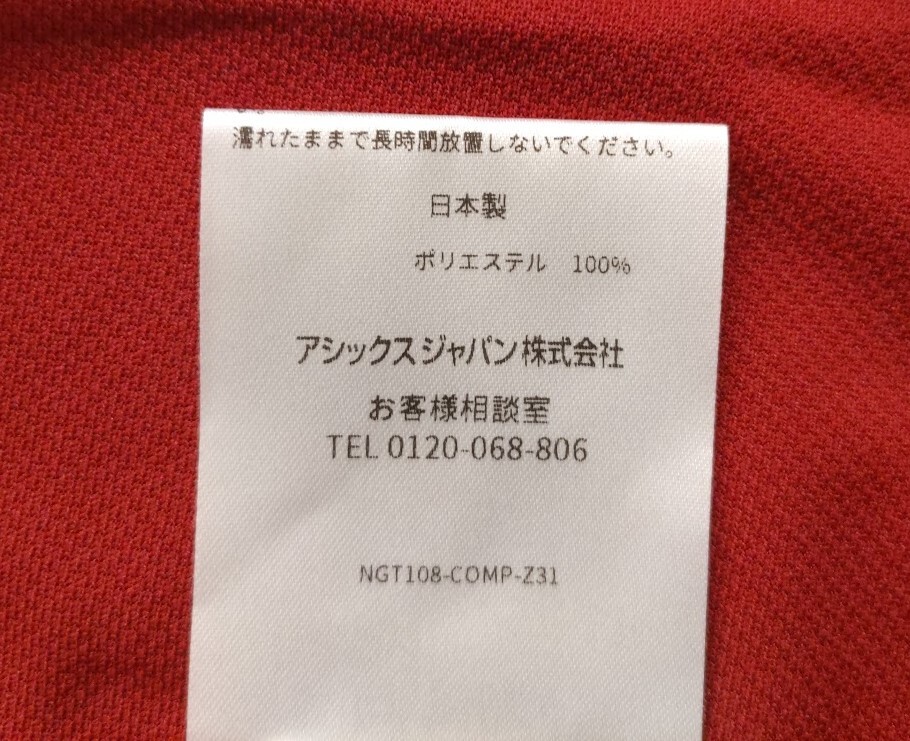 濡れたままで長時間放置しないでください。
日本製
ポリエステル　100%
アシックスジャパン株式会社
お客様相談室
TEL 0120-068-806
NGT108-COMP-Z31